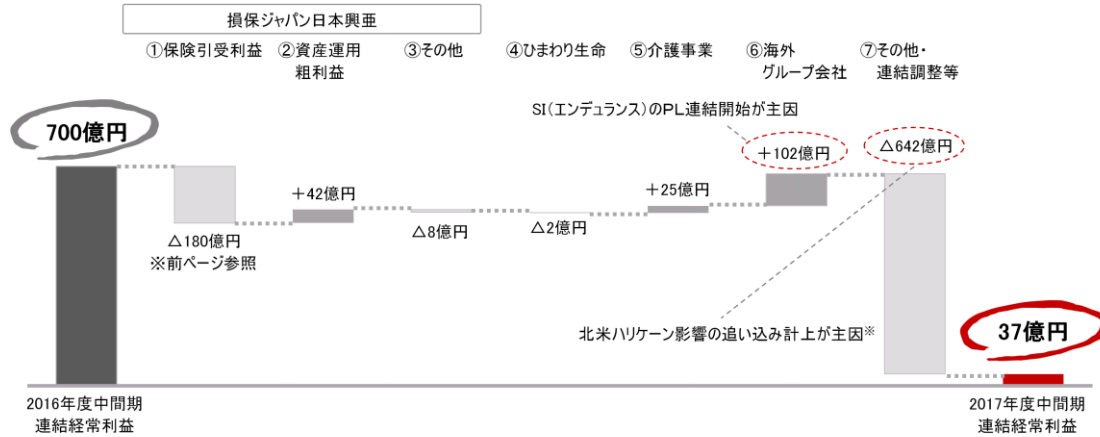 損保ジャパン日本興亜
①保険引受利益
②資産運用
粗利益
③その他
④ひまわり生命
⑤介護事業
⑥海外
グループ会社
⑦その他・
連結調整等
SI(エンデュランス)のPL連結開始が主因
700億円
+102億円
△642億円
+42億円
+25億円
△8億円
△2億円
△180億円
※前ページ参照
北米ハリケーン影響の追い込み計上が主因※
37億円
2016年度中間期
連結経常利益
2017年度中間期
連結経常利益